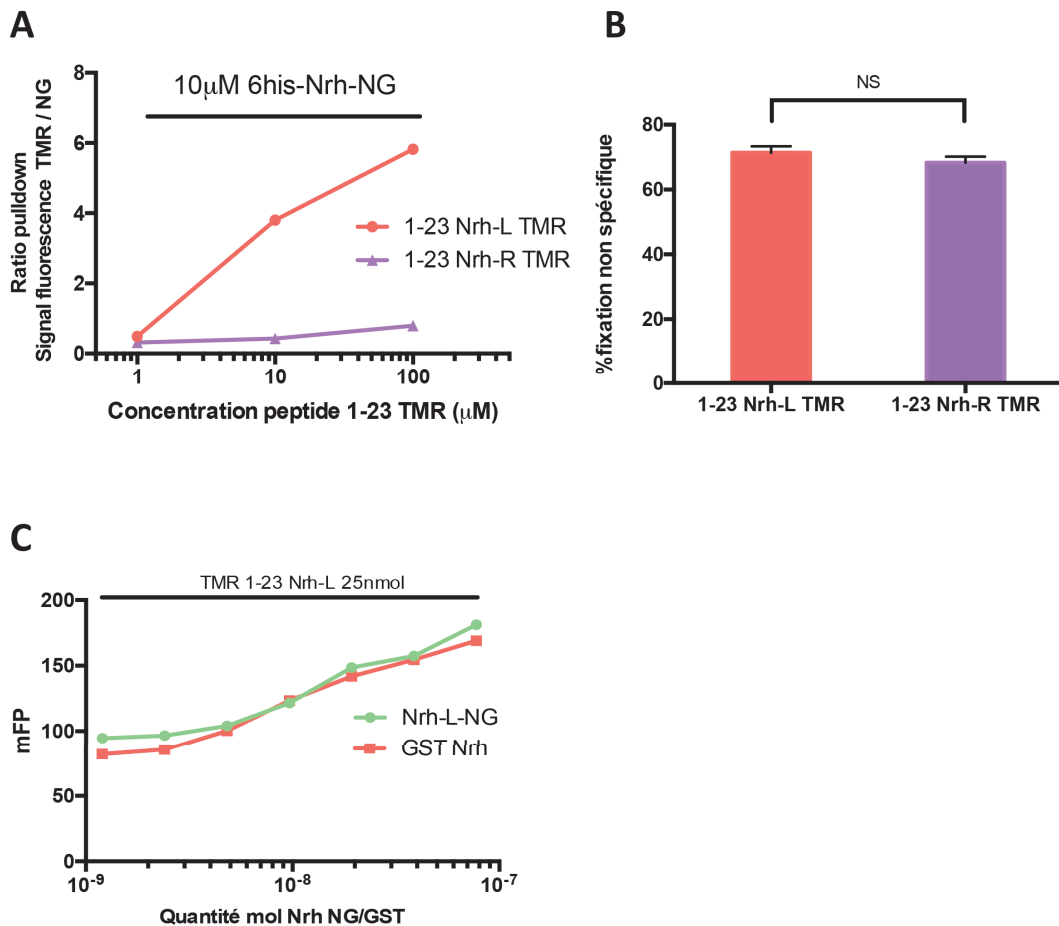 A
10μM 6his-Nrh-NG
Ratio pulldown
Signal fluorescence TMR / NG
8
6
4
2
0
1-23 Nrh-L TMR
1-23 Nrh-R TMR
1
10
100
Concentration peptide 1-23 TMR (μM)
B
NS
%fixation non spécifique
80
60
40
20
0
1-23 Nrh-L TMR
1-23 Nrh-R TMR
C
TMR 1-23 Nrh-L 25nmol
mFP
200
150
100
50
0
Nrh-L-NG
GST Nrh
10-9
10-8
10-7
Quantité mol Nrh NG/GST